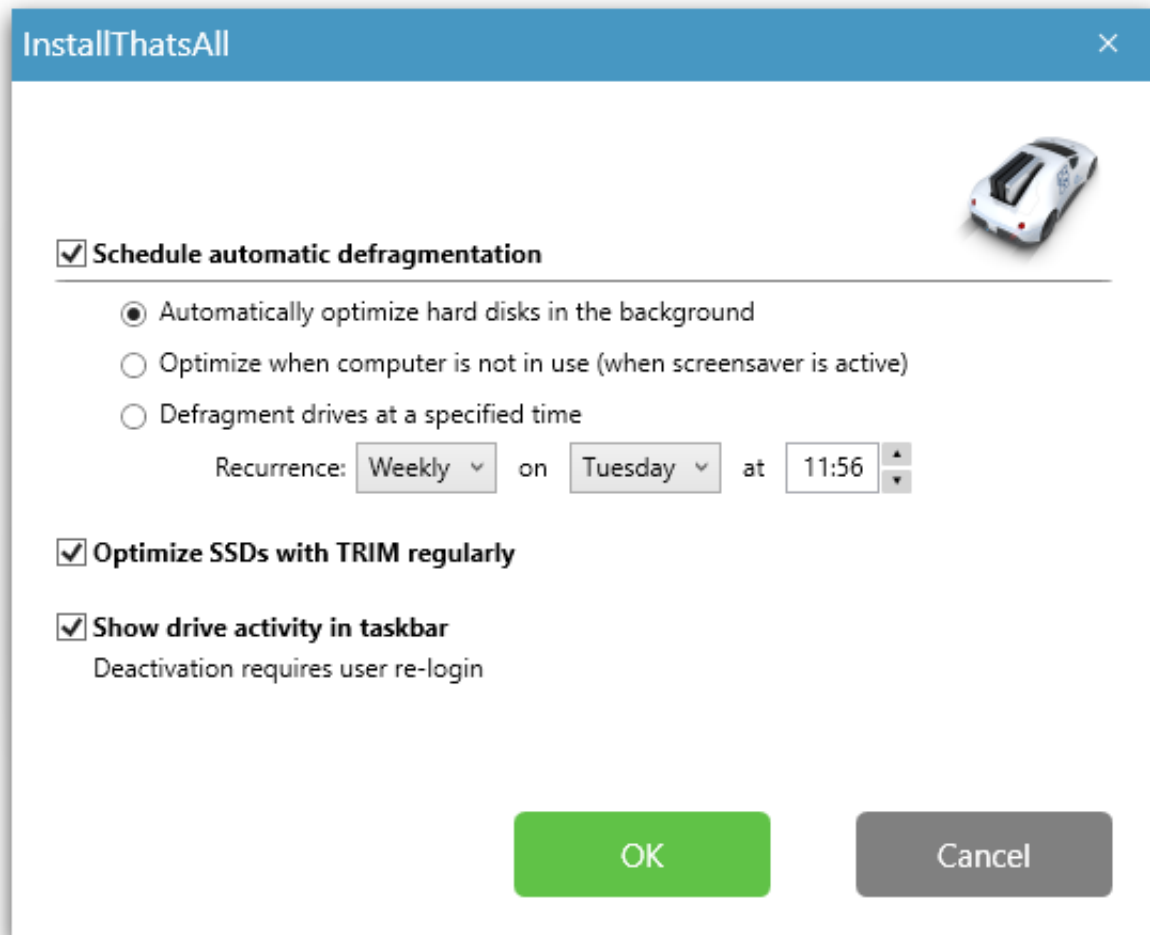 InstallThatsAll
Schedule automatic defragmentation
Automatically optimize hard disks in the background
Optimize when computer is not in use (when screensaver is active)
Defragment drives at a specified time
Recurrence: Weekly on Tuesday at 11:56
Optimize SSDs with TRIM regularly
Show drive activity in taskbar
Deactivation requires user re-login
OK Cancel